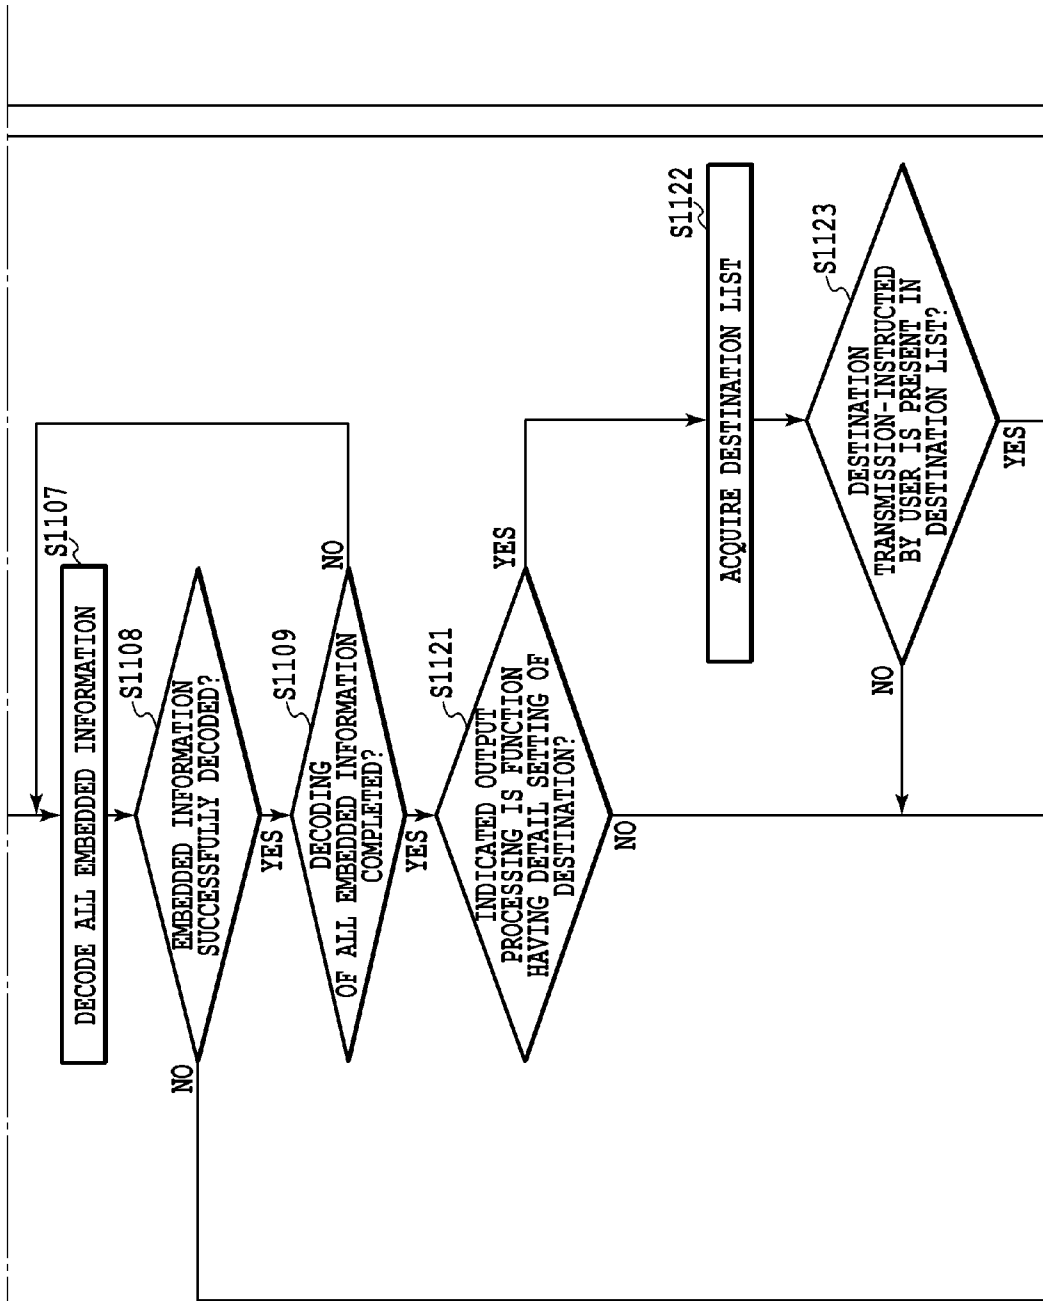 S1107
DECODE ALL EMBEDDED INFORMATION
S1108
EMBEDDED INFORMATION
SUCCESSFULLY DECODED?
NO
YES
S1109
DECODING
OF ALL EMBEDDED INFORMATION
COMPLETED?
NO
YES
S1121
INDICATED OUTPUT
PROCESSING IS FUNCTION
HAVING DETAIL SETTING OF
DESTINATION?
YES
NO
S1122
ACQUIRE DESTINATION LIST
S1123
DESTINATION
TRANSMISSION-INSTRUCTED
BY USER IS PRESENT IN
DESTINATION LIST?
NO
YES